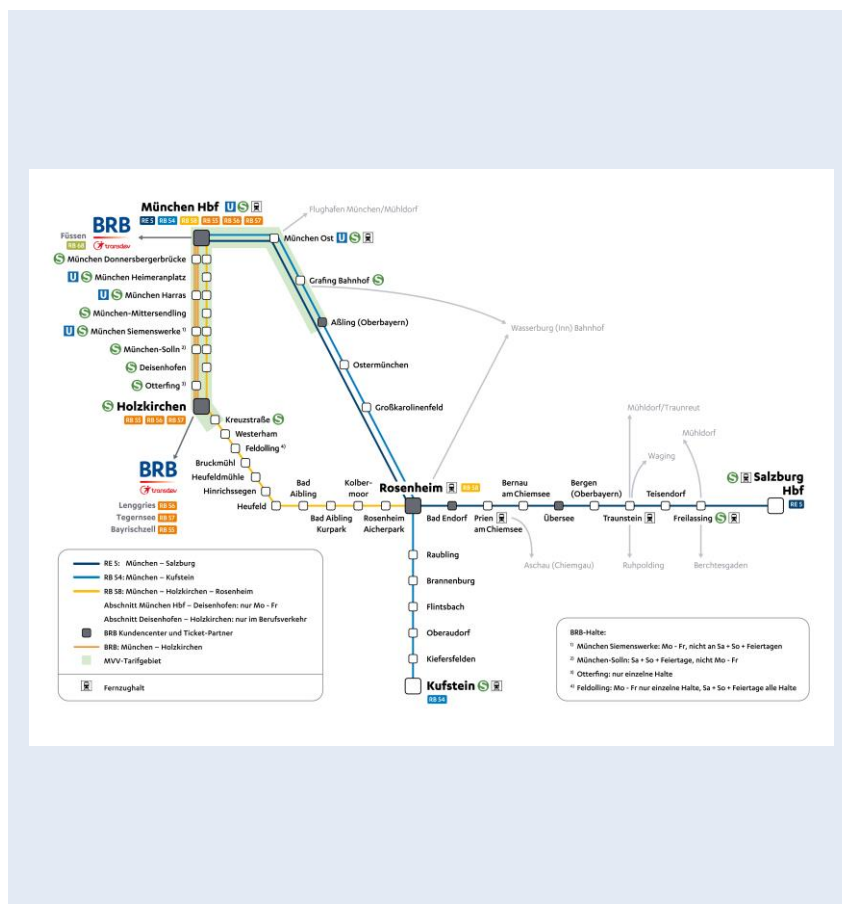 München Hbf U S
RE 5 RB 54 RB 58 RB 55 RB 56 RB 57
Flughafen München/Mühldorf
BRB
transdev
Füssen
RB 68
München Ost U S
S München Donnersbergerbrücke
U S München Heimeranplatz
U S München Harras
S München-Mittersendling
U S München Siemenswerke 1)
S München-Solln 2)
S Deisenhofen
S Otterfing 3)
S Holzkirchen
RB 55 RB 56 RB 57
Grafing Bahnhof S
Aßling (Oberbayern)
Wasserburg (Inn) Bahnhof
Ostermünchen
Großkarolinenfeld
Kreuzstraße S
Westerham
Feldolling 4)
Bruckmühl
Heufeldmühle
Hinrichssegen
Heufeld
BRB
transdev
Lenggries RB 56
Tegernsee RB 57
Bayrischzell RB 55
Bad
Aibling
Bad Aibling
Kurpark
Kolber-
moor
Rosenheim
Aicherpark
Rosenheim RB 58
Bad Endorf
Prien
am Chiemsee
Bernau
am Chiemsee
Übersee
Bergen
(Oberbayern)
Traunstein
Teisendorf
Freilassing S
S Salzburg
Hbf
RE 5
Mühldorf/Traunreut
Waging
Mühldorf
Aschau (Chiemgau)
Ruhpolding
Berchtesgaden
Raubling
Brannenburg
Flintsbach
Oberaudorf
Kiefersfelden
Kufstein S
RB 54
RE 5: München – Salzburg
RB 54: München – Kufstein
RB 58: München – Holzkirchen – Rosenheim
Abschnitt München Hbf – Deisenhofen: nur Mo - Fr
Abschnitt Deisenhofen – Holzkirchen: nur im Berufsverkehr
BRB Kundencenter und Ticket-Partner
BRB: München – Holzkirchen
MVV-Tarifgebiet
Fernzughalt
BRB-Halte:
1) München Siemenswerke: Mo - Fr, nicht an Sa + So + Feiertagen
2) München-Solln: Sa + So + Feiertage, nicht Mo - Fr
3) Otterfing: nur einzelne Halte
4) Feldolling: Mo - Fr nur einzelne Halte, Sa + So + Feiertage alle Halte